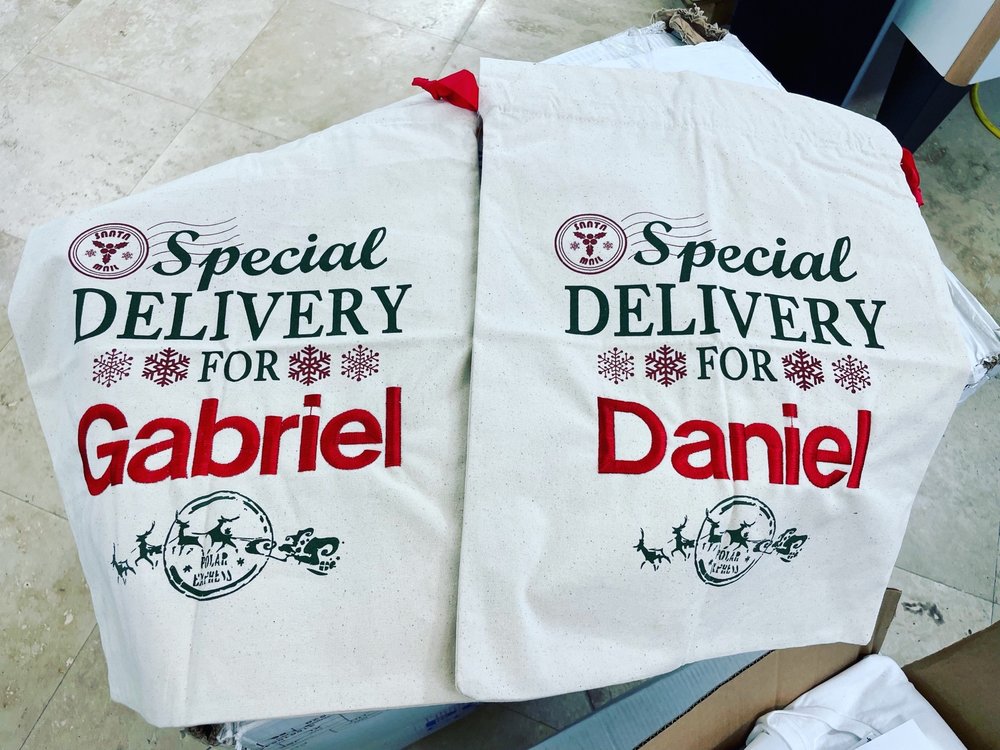 SANTA
MAIL
Special
DELIVERY
FOR
Gabriel
POLAR
EXPRESS
SANTA
MAIL
Special
DELIVERY
FOR
Daniel
POLAR
EXPRESS